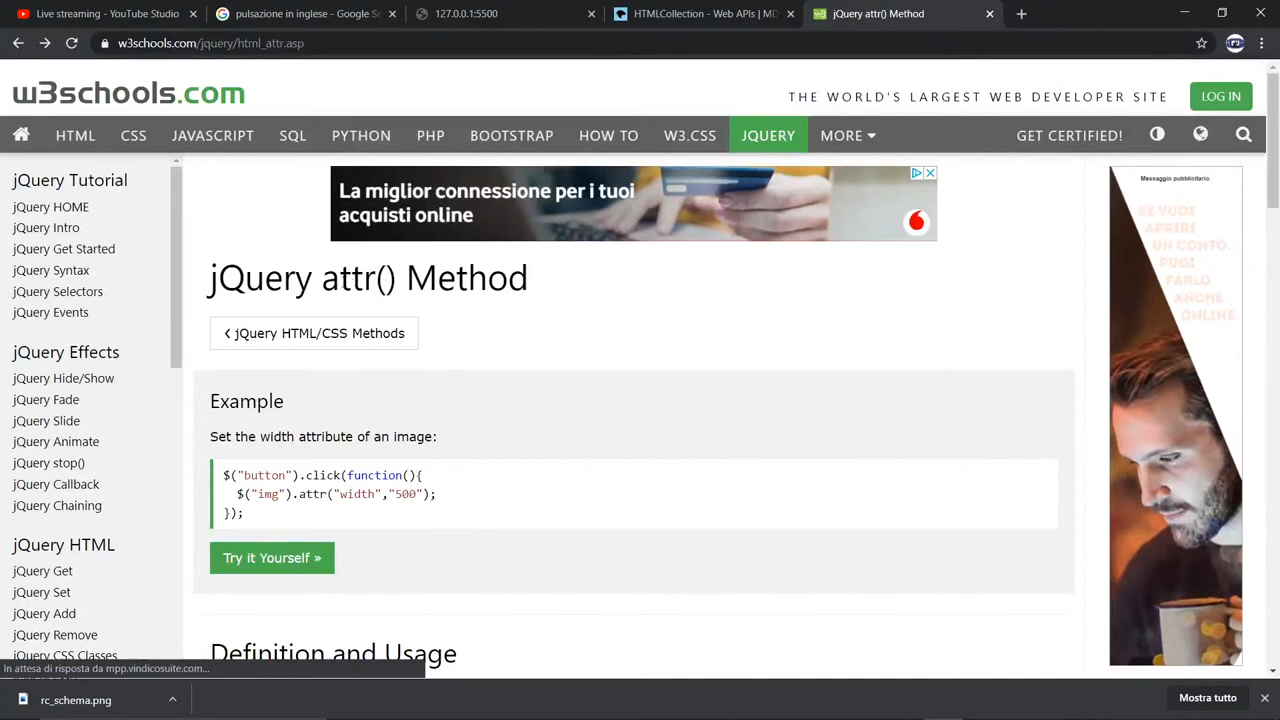 Live streaming - YouTube Studio
pulsazione in inglese - Google Se
127.0.0.1:5500
HTMLCollection - Web APIs | MD
jQuery attr() Method
w3schools.com/jquery/html_attr.asp
w3schools.com
THE WORLD'S LARGEST WEB DEVELOPER SITE
LOG IN
HTML CSS JAVASCRIPT SQL PYTHON PHP BOOTSTRAP HOW TO W3.CSS JQUERY MORE GET CERTIFIED!
jQuery Tutorial
jQuery HOME
jQuery Intro
jQuery Get Started
jQuery Syntax
jQuery Selectors
jQuery Events
jQuery Effects
jQuery Hide/Show
jQuery Fade
jQuery Slide
jQuery Animate
jQuery stop()
jQuery Callback
jQuery Chaining
jQuery HTML
jQuery Get
jQuery Set
jQuery Add
jQuery Remove
jQuery CSS Classes
La miglior connessione per i tuoi
acquisti online
jQuery attr() Method
❮ jQuery HTML/CSS Methods
Example
Set the width attribute of an image:
$("button").click(function(){
$("img").attr("width","500");
});
Try it Yourself »
Definition and Usage
Messaggio pubblicitario.
SE VUOI
APRIRE
UN CONTO,
PUOI
FARLO
ANCHE
ONLINE
In attesa di risposta da mpp.vindicosuite.com...
rc_schema.png
Mostra tutto